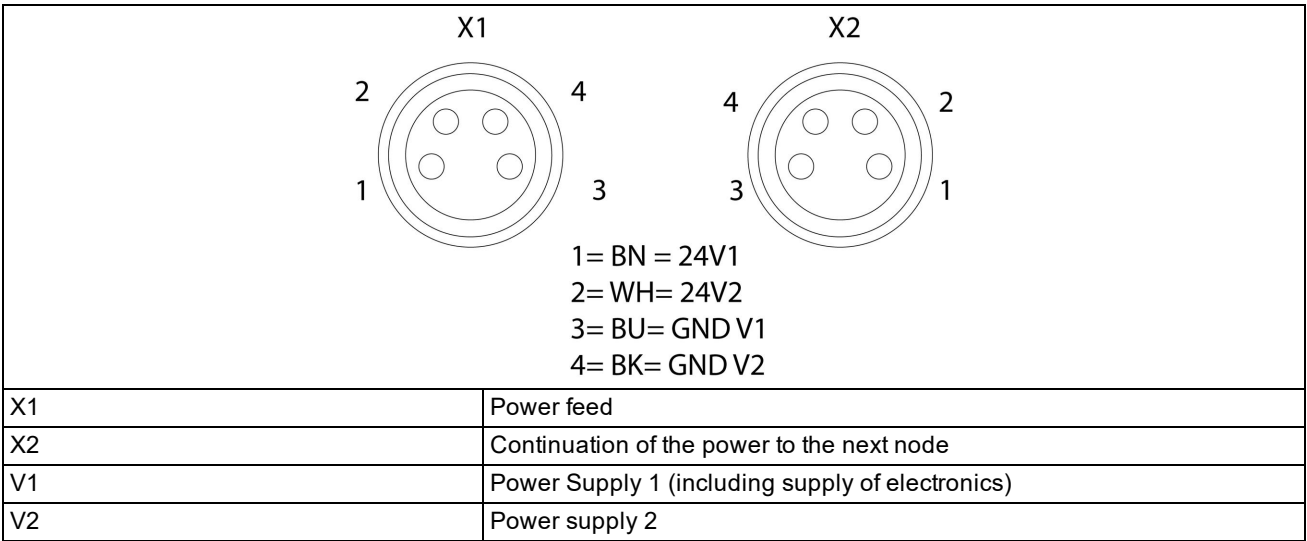 X1 X2
2 4 4 2
1 3 3 1
1= BN = 24V1
2= WH= 24V2
3= BU= GND V1
4= BK= GND V2
X1 Power feed
X2 Continuation of the power to the next node
V1 Power Supply 1 (including supply of electronics)
V2 Power supply 2